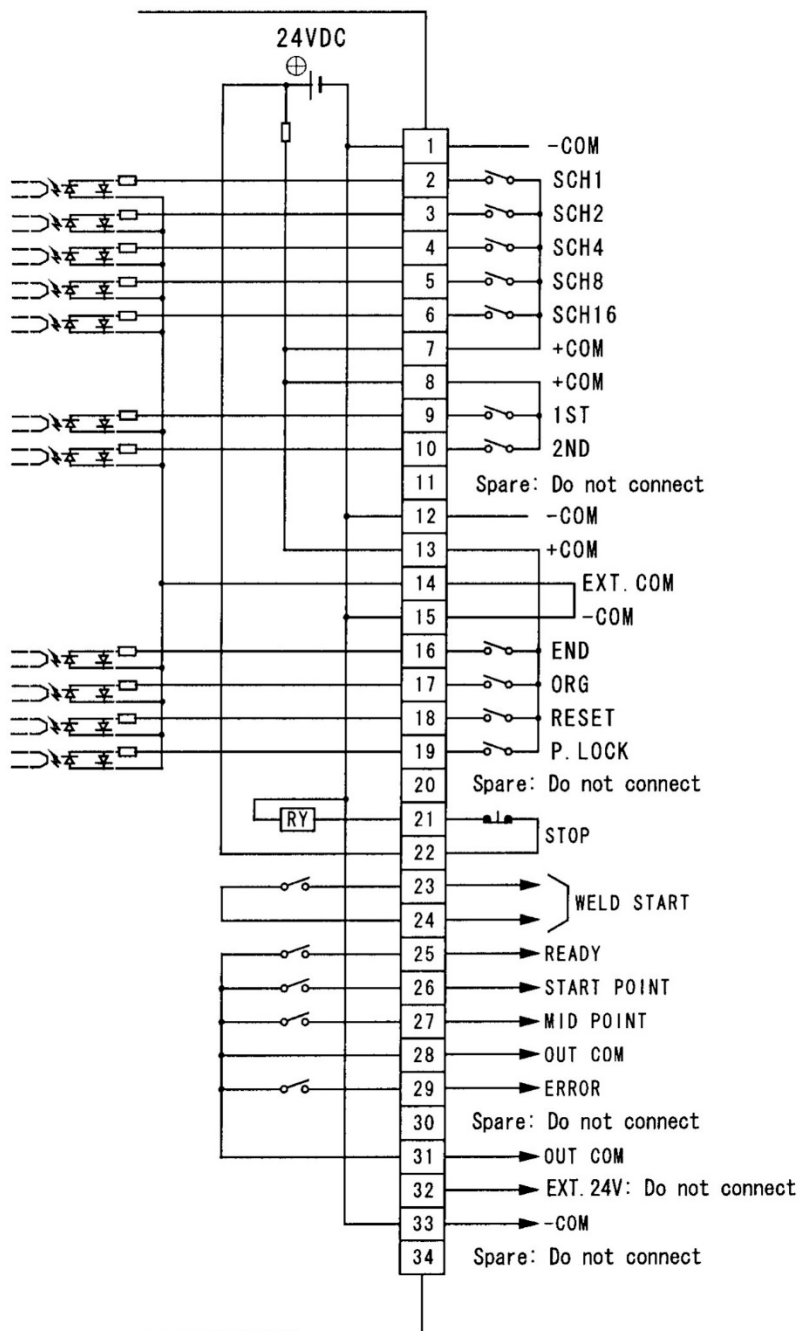 24VDC
⊕
1 -COM
2 SCH1
3 SCH2
4 SCH4
5 SCH8
6 SCH16
7 +COM
8 +COM
9 1ST
10 2ND
11 Spare: Do not connect
12 -COM
13 +COM
14 EXT.COM
15 -COM
16 END
17 ORG
18 RESET
19 P.LOCK
20 Spare: Do not connect
RY 21
STOP
22
23
WELD START
24
25 READY
26 START POINT
27 MID POINT
28 OUT COM
29 ERROR
30 Spare: Do not connect
31 OUT COM
32 EXT.24V: Do not connect
33 -COM
34 Spare: Do not connect